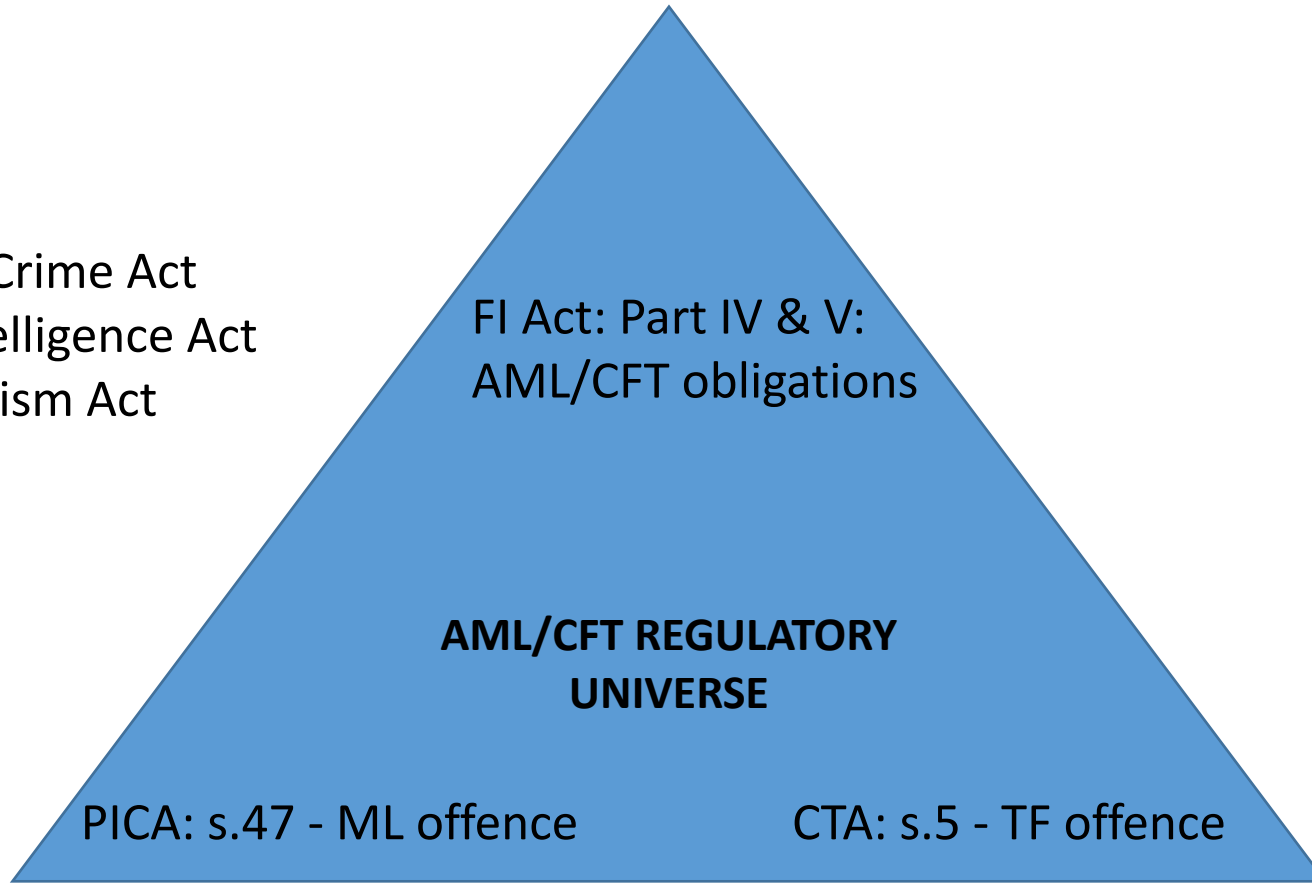 Crime Act
elligence Act
ism Act
FI Act: Part IV & V:
AML/CFT obligations
AML/CFT REGULATORY
UNIVERSE
PICA: s.47 - ML offence
CTA: s.5 - TF offence